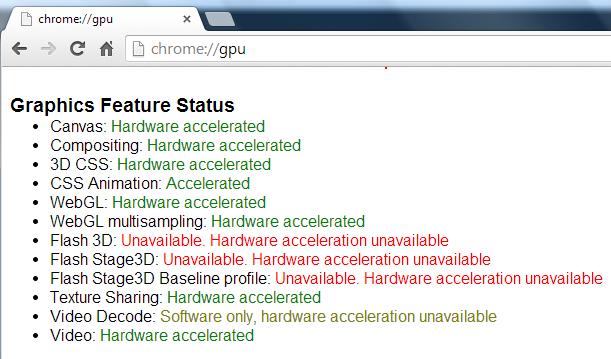 chrome://gpu
chrome://gpu
Graphics Feature Status
Canvas: Hardware accelerated
Compositing: Hardware accelerated
3D CSS: Hardware accelerated
CSS Animation: Accelerated
WebGL: Hardware accelerated
WebGL multisampling: Hardware accelerated
Flash 3D: Unavailable. Hardware acceleration unavailable
Flash Stage3D: Unavailable. Hardware acceleration unavailable
Flash Stage3D Baseline profile: Unavailable. Hardware acceleration unavailable
Texture Sharing: Hardware accelerated
Video Decode: Software only, hardware acceleration unavailable
Video: Hardware accelerated